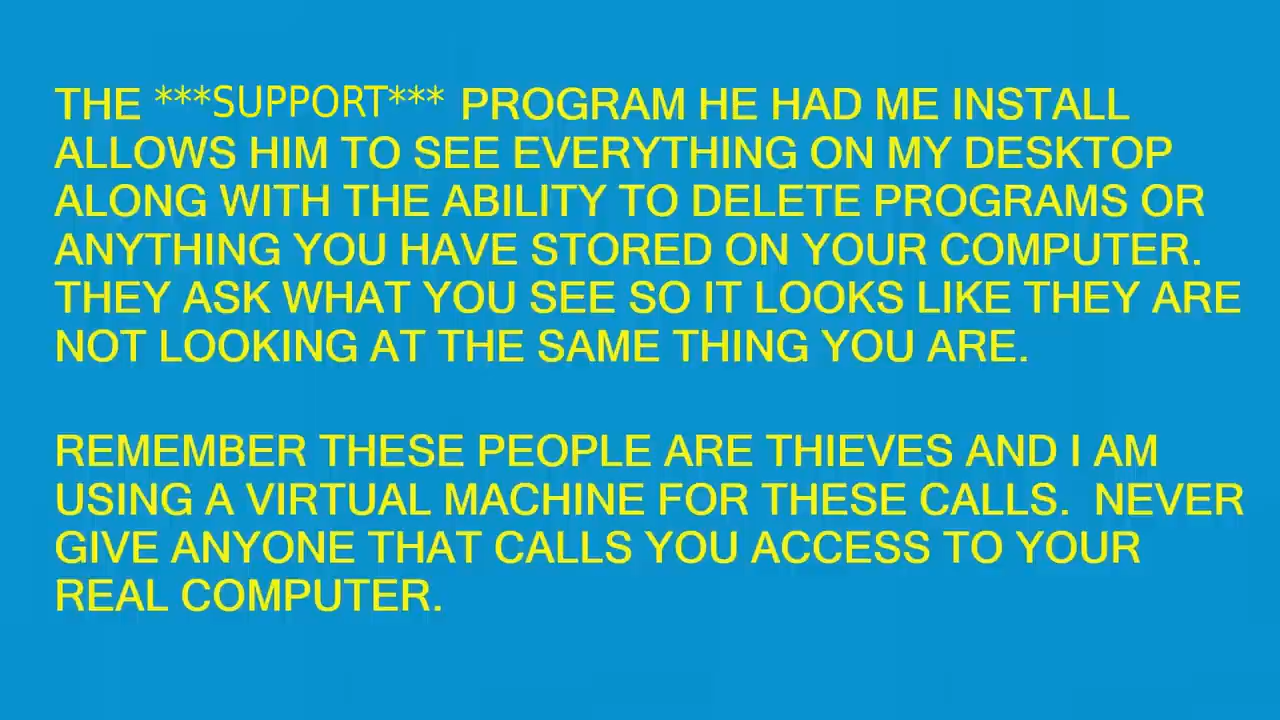 THE ***SUPPORT*** PROGRAM HE HAD ME INSTALL
ALLOWS HIM TO SEE EVERYTHING ON MY DESKTOP
ALONG WITH THE ABILITY TO DELETE PROGRAMS OR
ANYTHING YOU HAVE STORED ON YOUR COMPUTER.
THEY ASK WHAT YOU SEE SO IT LOOKS LIKE THEY ARE
NOT LOOKING AT THE SAME THING YOU ARE.
REMEMBER THESE PEOPLE ARE THIEVES AND I AM
USING A VIRTUAL MACHINE FOR THESE CALLS.  NEVER
GIVE ANYONE THAT CALLS YOU ACCESS TO YOUR
REAL COMPUTER.